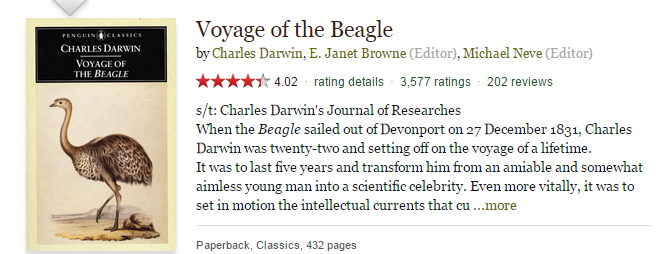 PENGUIN CLASSICS
CHARLES DARWIN
VOYAGE OF
THE BEAGLE
Voyage of the Beagle
by Charles Darwin, E. Janet Browne (Editor), Michael Neve (Editor)
4.02 · rating details · 3,577 ratings · 202 reviews
s/t: Charles Darwin's Journal of Researches
When the Beagle sailed out of Devonport on 27 December 1831, Charles
Darwin was twenty-two and setting off on the voyage of a lifetime.
It was to last five years and transform him from an amiable and somewhat
aimless young man into a scientific celebrity. Even more vitally, it was to
set in motion the intellectual currents that cu ...more
Paperback, Classics, 432 pages